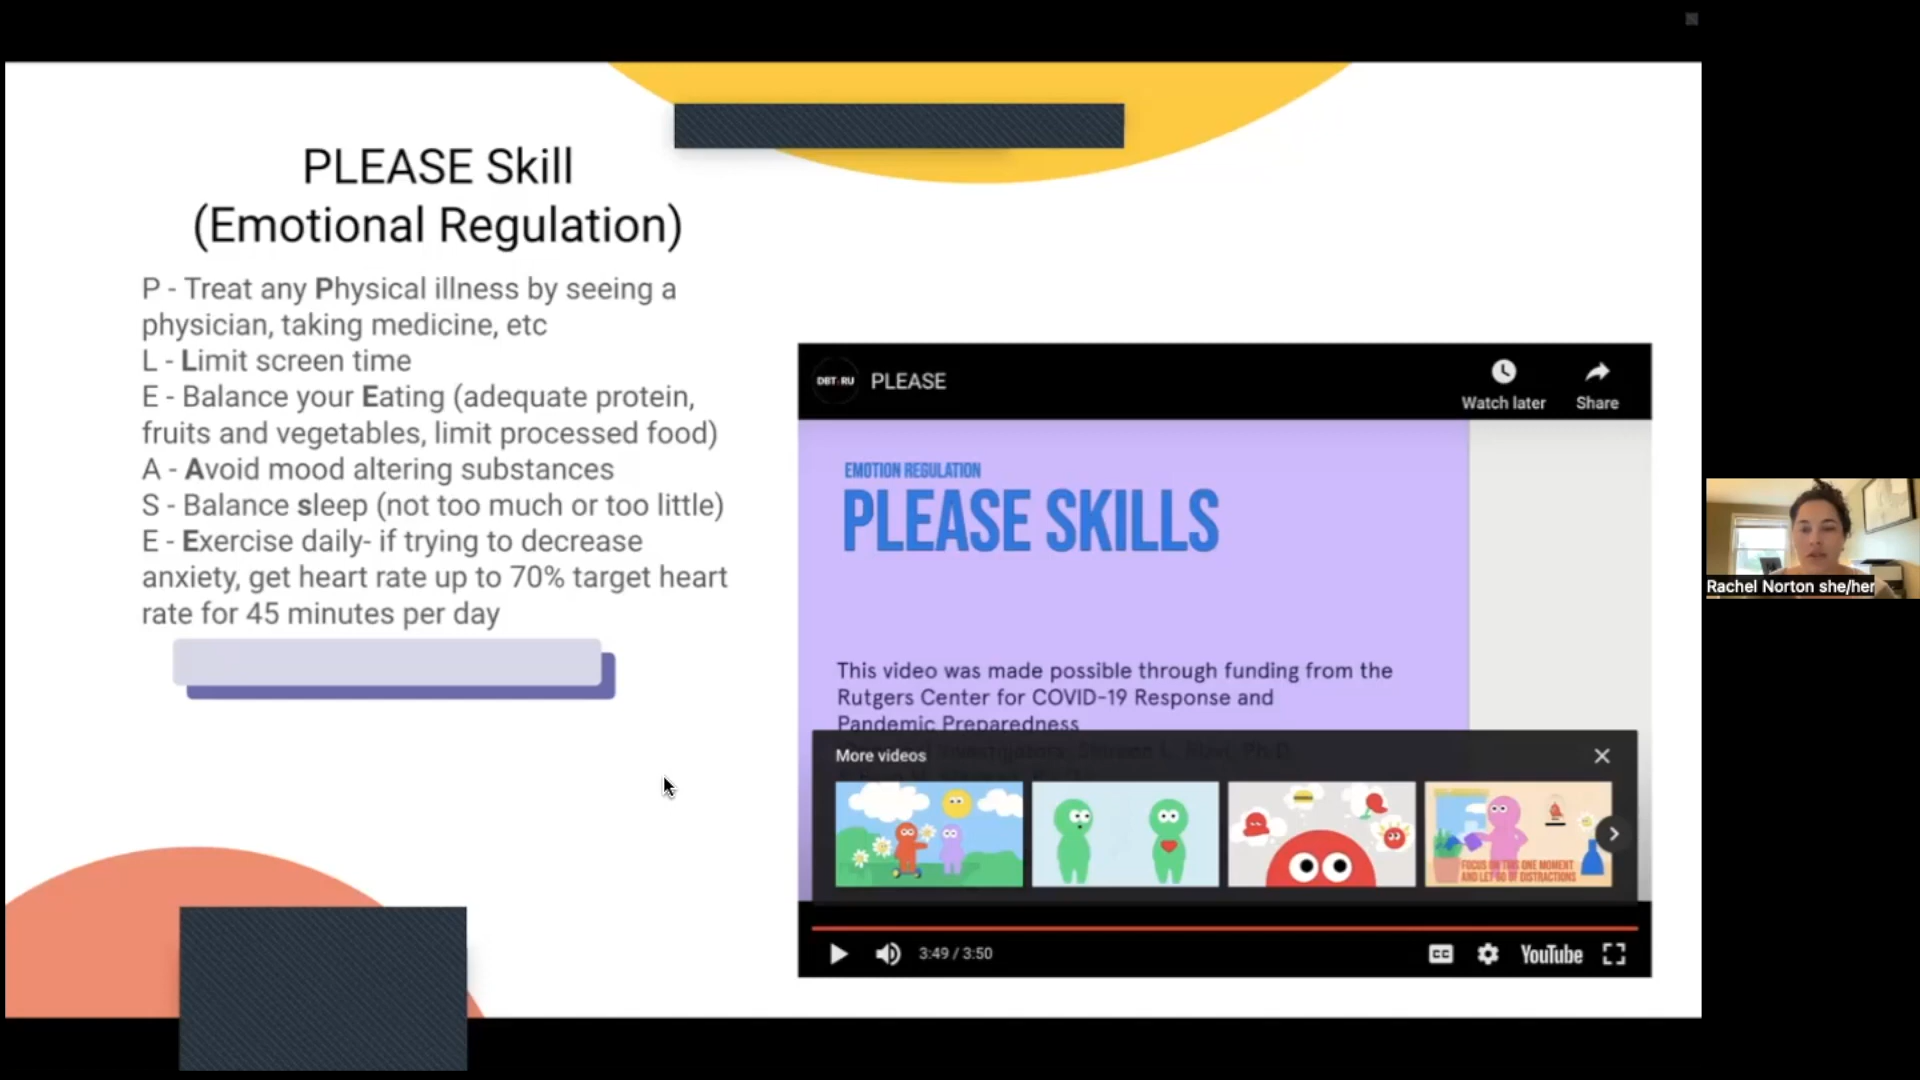 PLEASE Skill
(Emotional Regulation)
P - Treat any Physical illness by seeing a
physician, taking medicine, etc
L - Limit screen time
E - Balance your Eating (adequate protein,
fruits and vegetables, limit processed food)
A - Avoid mood altering substances
S - Balance sleep (not too much or too little)
E - Exercise daily- if trying to decrease
anxiety, get heart rate up to 70% target heart
rate for 45 minutes per day
DBT-RU
PLEASE
Watch later
Share
EMOTION REGULATION
PLEASE SKILLS
This video was made possible through funding from the
Rutgers Center for COVID-19 Response and
Pandemic Preparedness
More videos
FOCUS ON THIS ONE MOMENT
AND LET GO OF DISTRACTIONS
3:49 / 3:50
CC
YouTube
Rachel Norton she/her